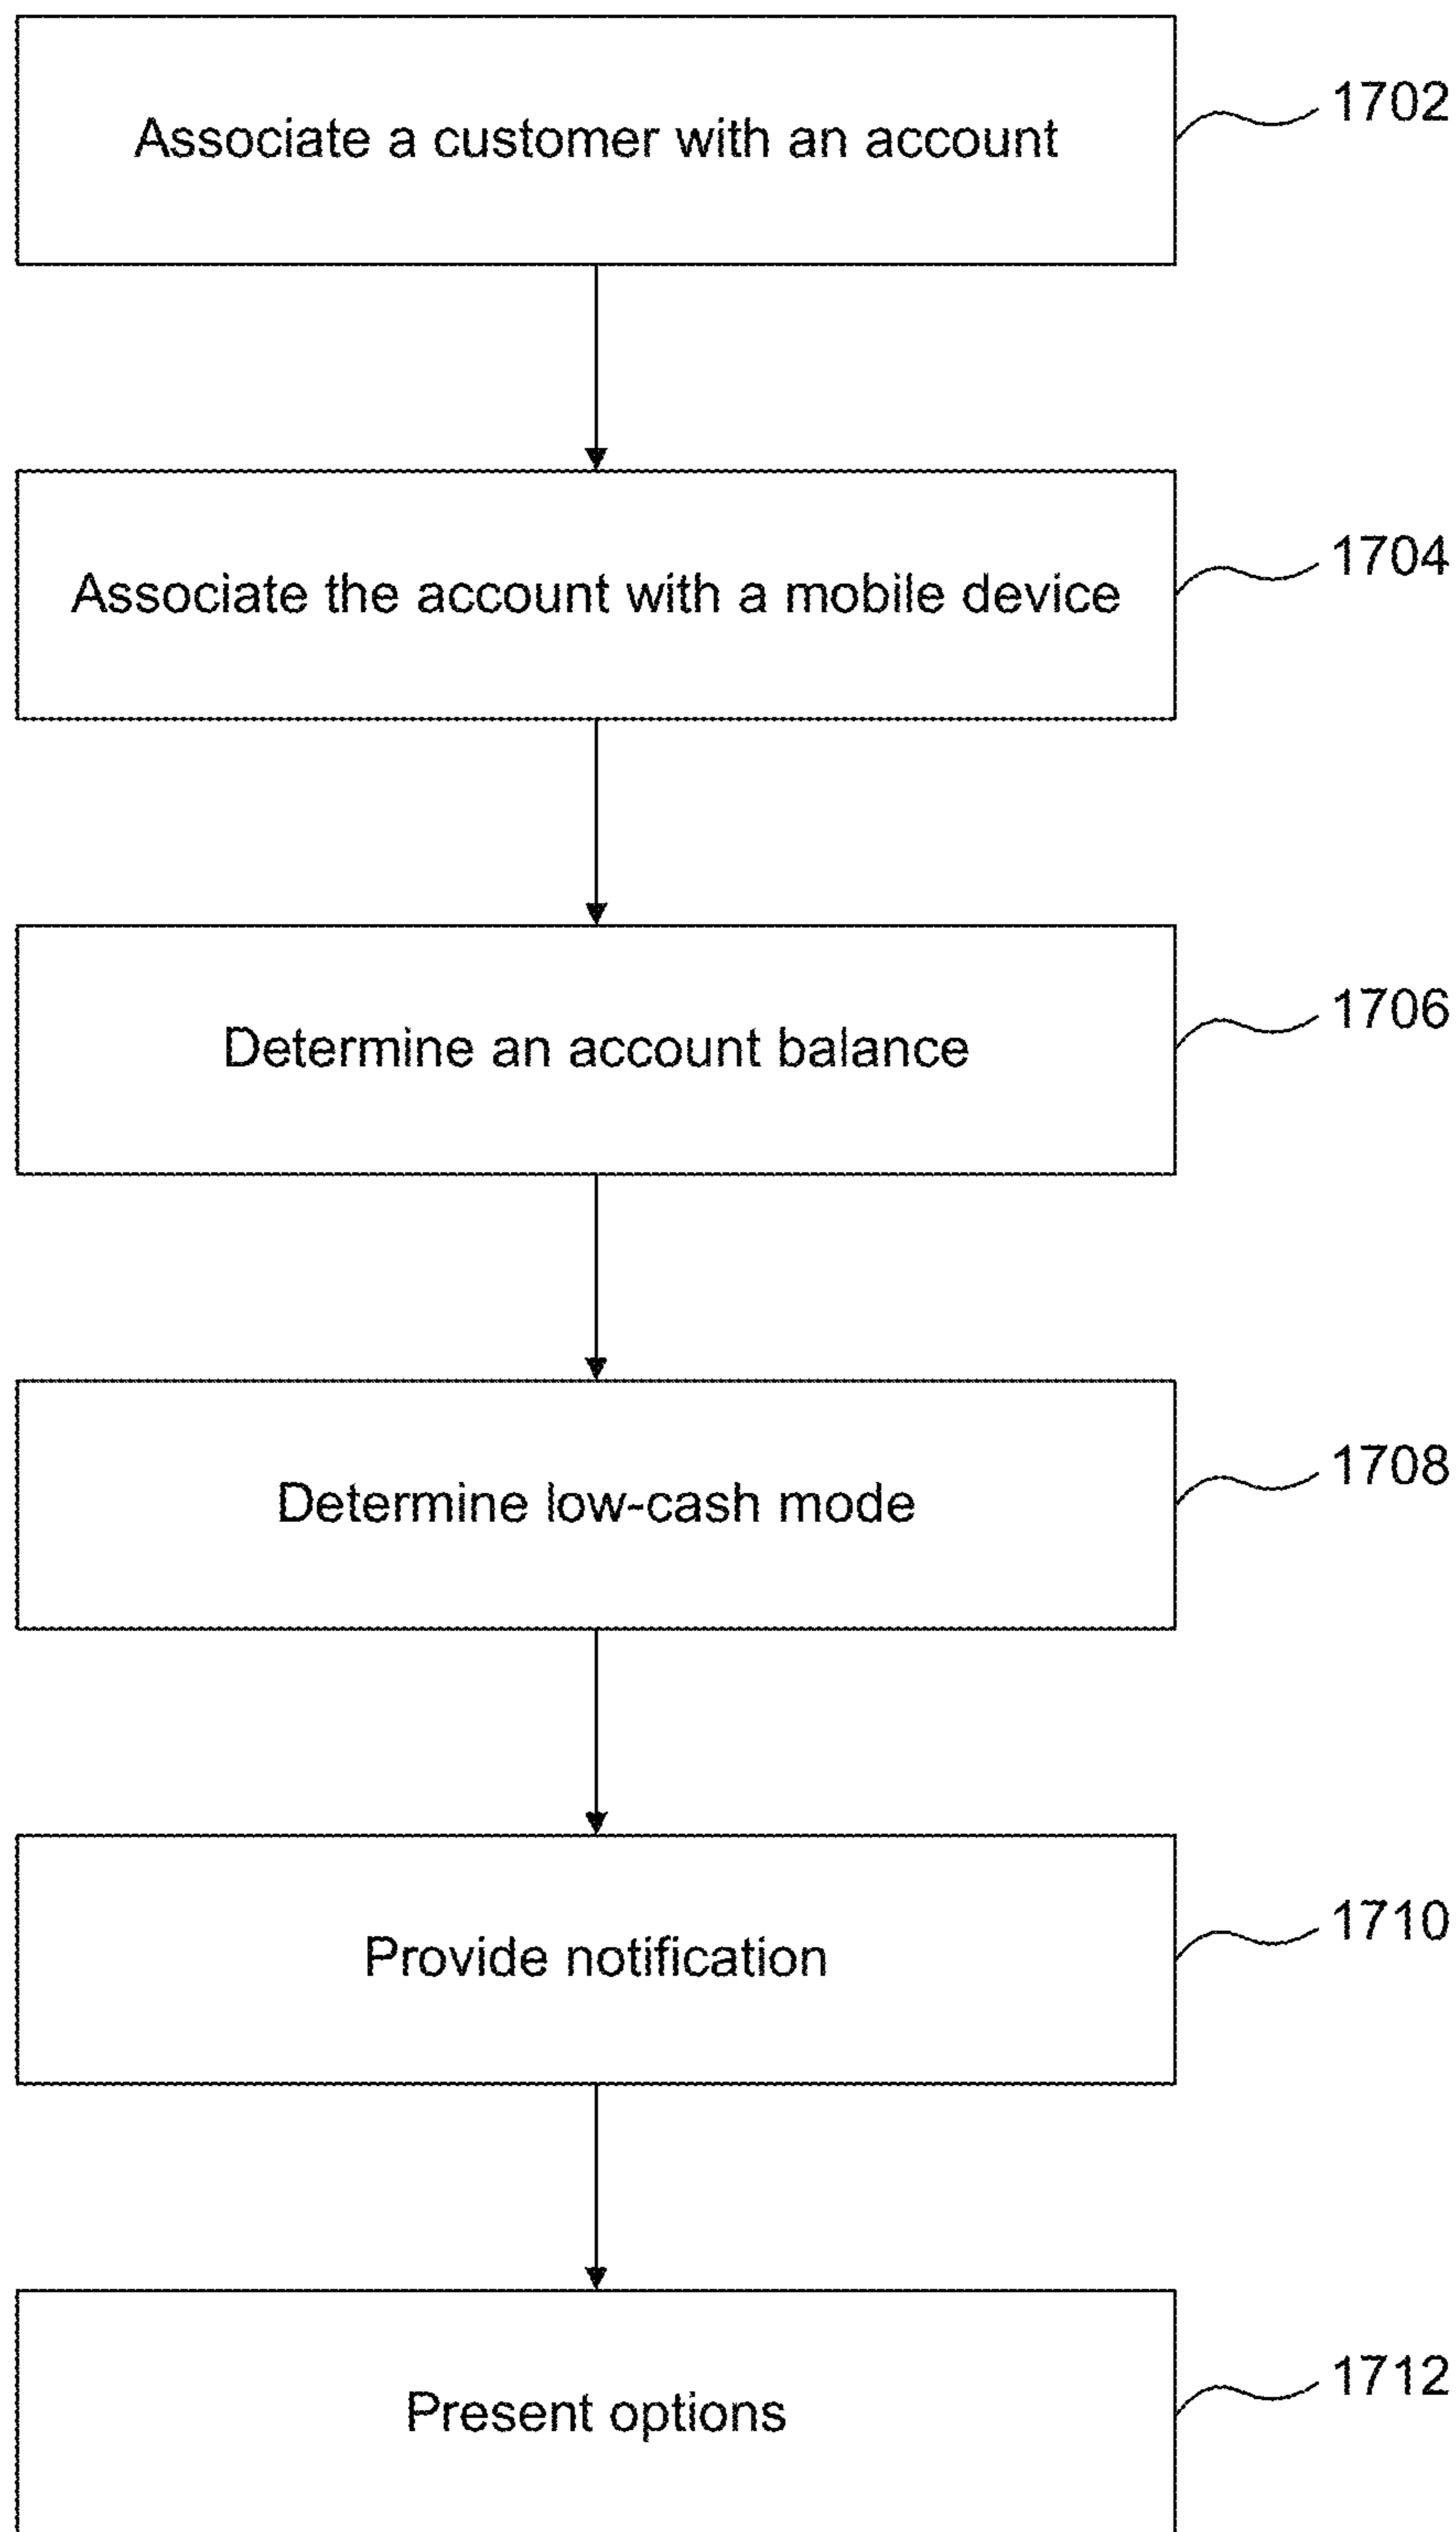 Associate a customer with an account
1702
Associate the account with a mobile device
1704
Determine an account balance
1706
Determine low-cash mode
1708
Provide notification
1710
Present options
1712